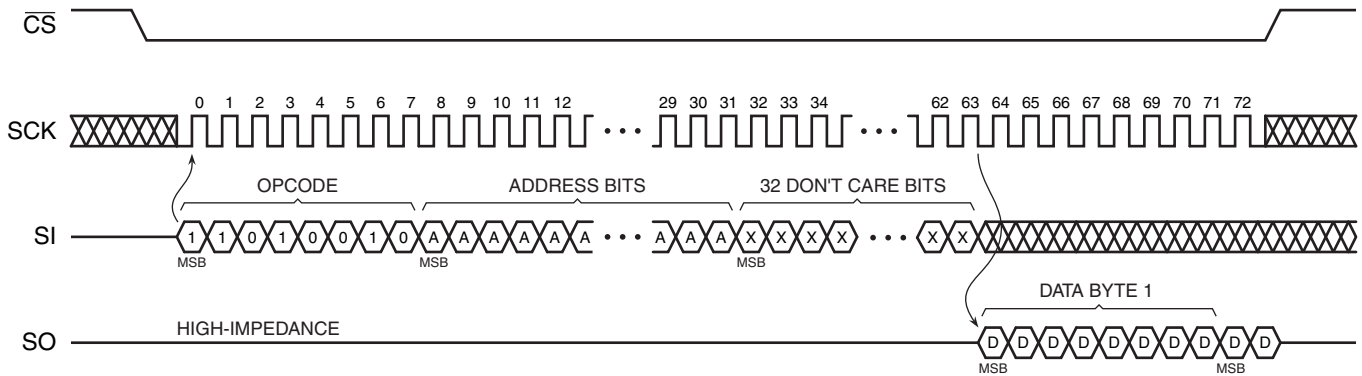 CS
0 1 2 3 4 5 6 7 8 9 10 11 12 29 30 31 32 33 34 62 63 64 65 66 67 68 69 70 71 72
SCK
OPCODE ADDRESS BITS 32 DON'T CARE BITS
SI 1 1 0 1 0 0 1 0 A A A A A A A A A X X X X X X
MSB MSB MSB
DATA BYTE 1
HIGH-IMPEDANCE
SO D D D D D D D D D D
MSB MSB